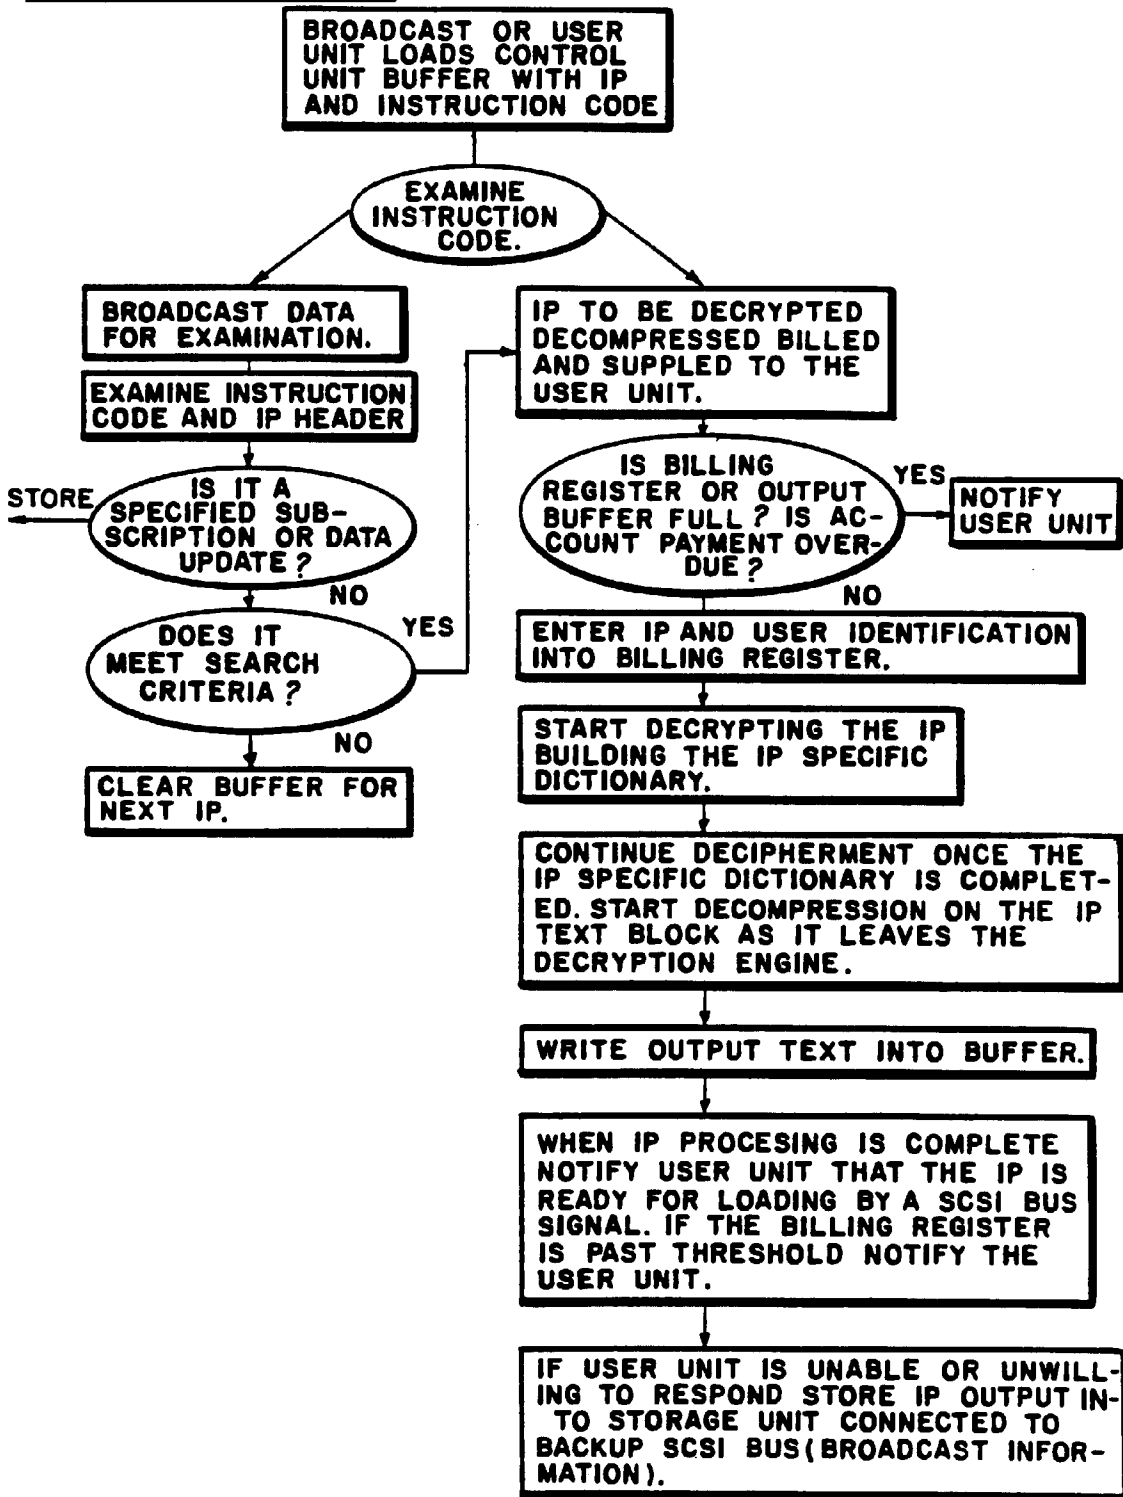 BROADCAST OR USER
UNIT LOADS CONTROL
UNIT BUFFER WITH IP
AND INSTRUCTION CODE
EXAMINE
INSTRUCTION
CODE.
BROADCAST DATA
FOR EXAMINATION.
EXAMINE INSTRUCTION
CODE AND IP HEADER
STORE
IS IT A
SPECIFIED SUB-
SCRIPTION OR DATA
UPDATE?
NO
DOES IT
MEET SEARCH
CRITERIA?
YES
NO
CLEAR BUFFER FOR
NEXT IP.
IP TO BE DECRYPTED
DECOMPRESSED BILLED
AND SUPPLED TO THE
USER UNIT.
IS BILLING
REGISTER OR OUTPUT
BUFFER FULL? IS AC-
COUNT PAYMENT OVER-
DUE?
YES
NOTIFY
USER UNIT
NO
ENTER IP AND USER IDENTIFICATION
INTO BILLING REGISTER.
START DECRYPTING THE IP
BUILDING THE IP SPECIFIC
DICTIONARY.
CONTINUE DECIPHERMENT ONCE THE
IP SPECIFIC DICTIONARY IS COMPLET-
ED. START DECOMPRESSION ON THE IP
TEXT BLOCK AS IT LEAVES THE
DECRYPTION ENGINE.
WRITE OUTPUT TEXT INTO BUFFER.
WHEN IP PROCESING IS COMPLETE
NOTIFY USER UNIT THAT THE IP IS
READY FOR LOADING BY A SCSI BUS
SIGNAL. IF THE BILLING REGISTER
IS PAST THRESHOLD NOTIFY THE
USER UNIT.
IF USER UNIT IS UNABLE OR UNWILL-
ING TO RESPOND STORE IP OUTPUT IN-
TO STORAGE UNIT CONNECTED TO
BACKUP SCSI BUS (BROADCAST INFOR-
MATION).